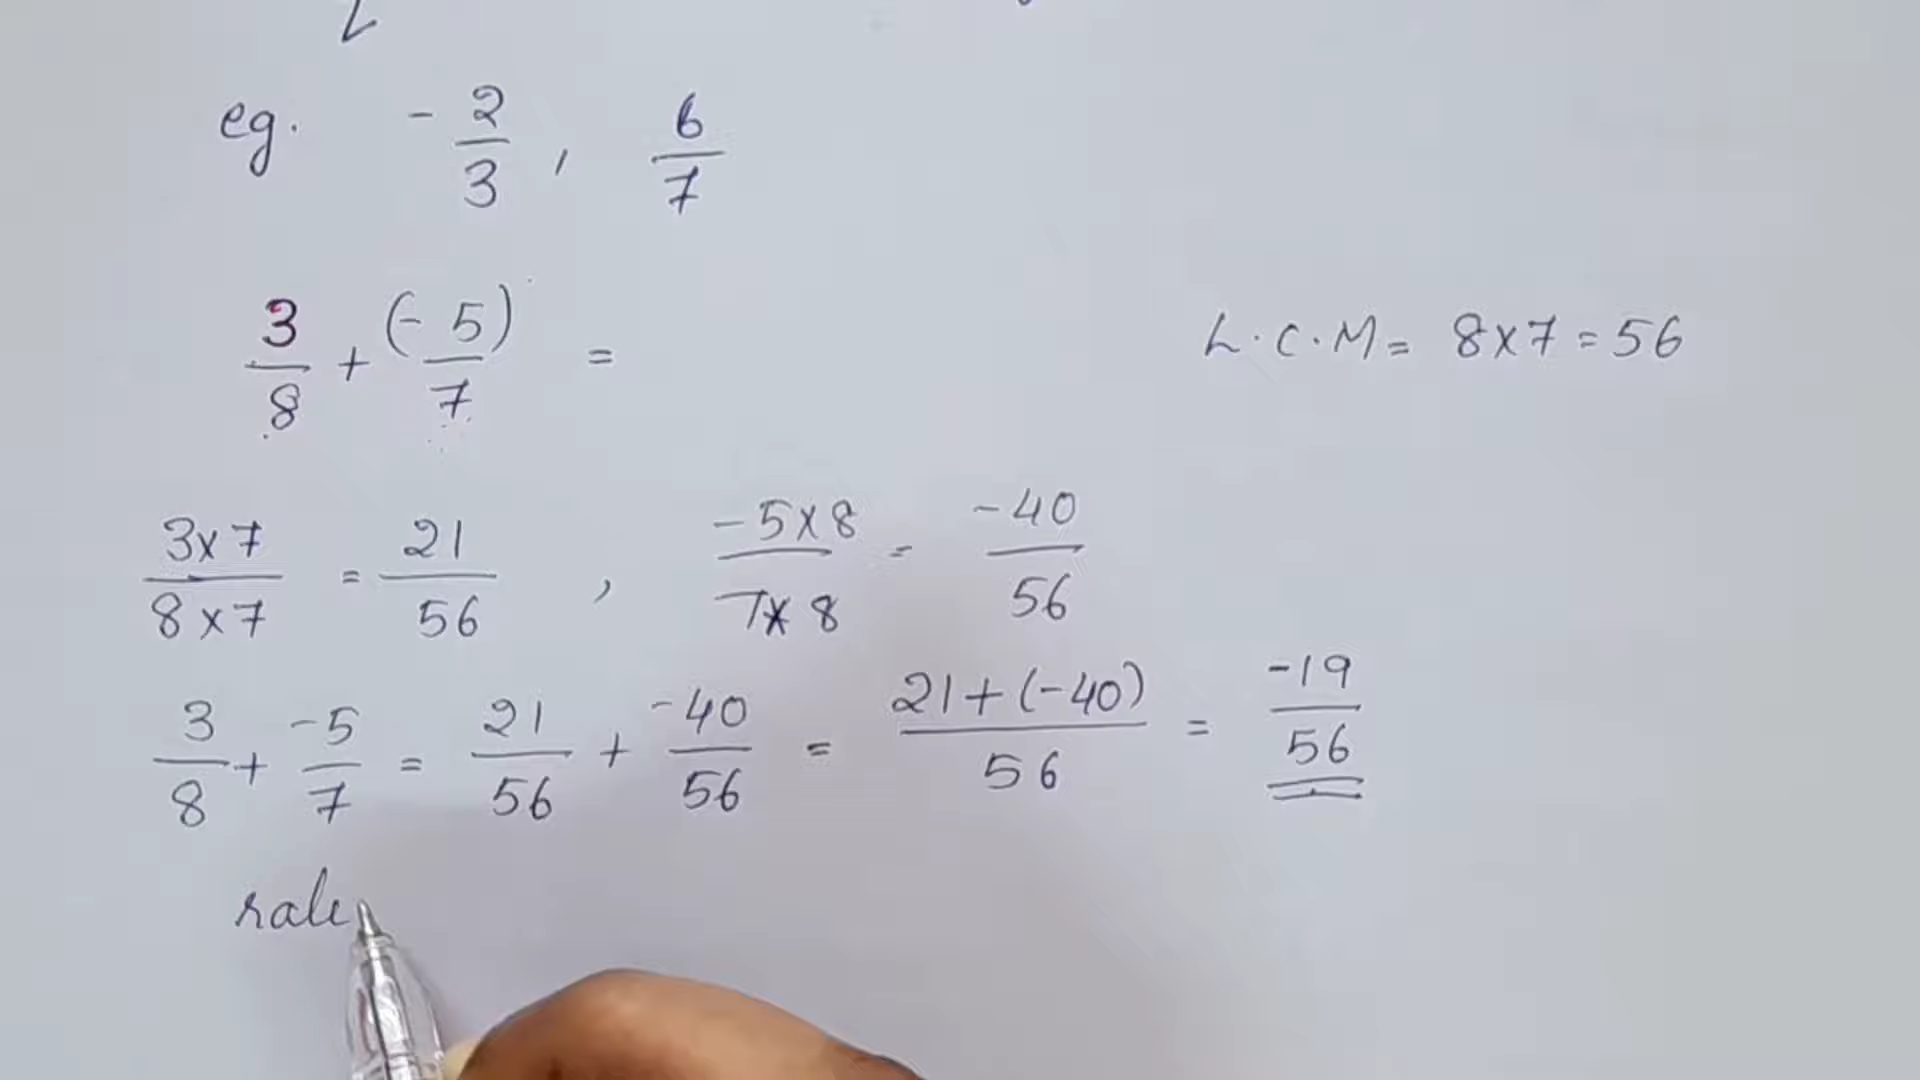 eg. -2/3 , 6/7
3/8 + (-5)/7 =
L.C.M = 8x7 = 56
3x7/8x7 = 21/56 , -5x8/7x8 = -40/56
3/8 + -5/7 = 21/56 + -40/56 = 21+(-40)/56 = -19/56